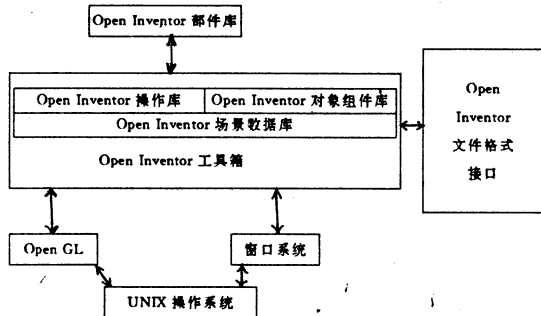 Open Inventor 部件库
Open Inventor 操作库
Open Inventor 对象组件库
Open Inventor 场景数据库
Open Inventor 工具箱
Open
Inventor
文件格式
接口
Open GL
窗口系统
UNIX 操作系统